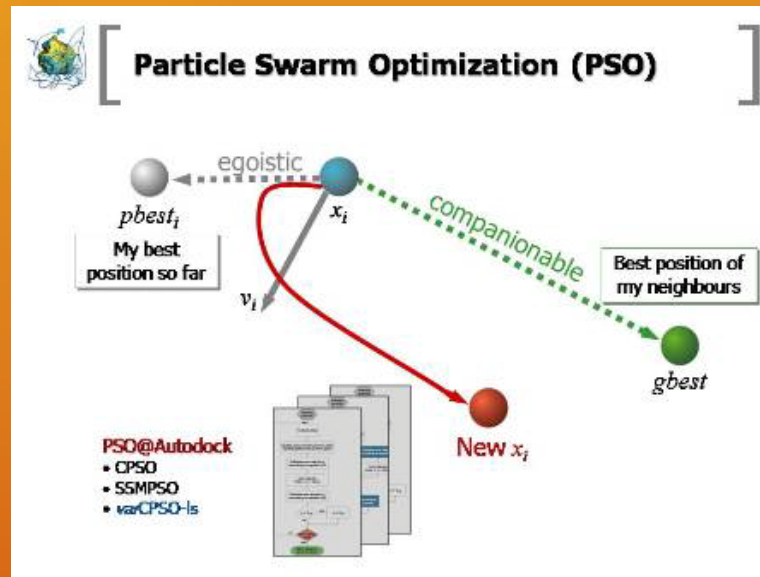 Particle Swarm Optimization (PSO)
egoistic
companionable
pbest_i
x_i
My best
position so far
v_i
Best position of
my neighbours
gbest
New x_i
PSO@Autodock
• CPSO
• SSMPSO
• varCPSO-ls